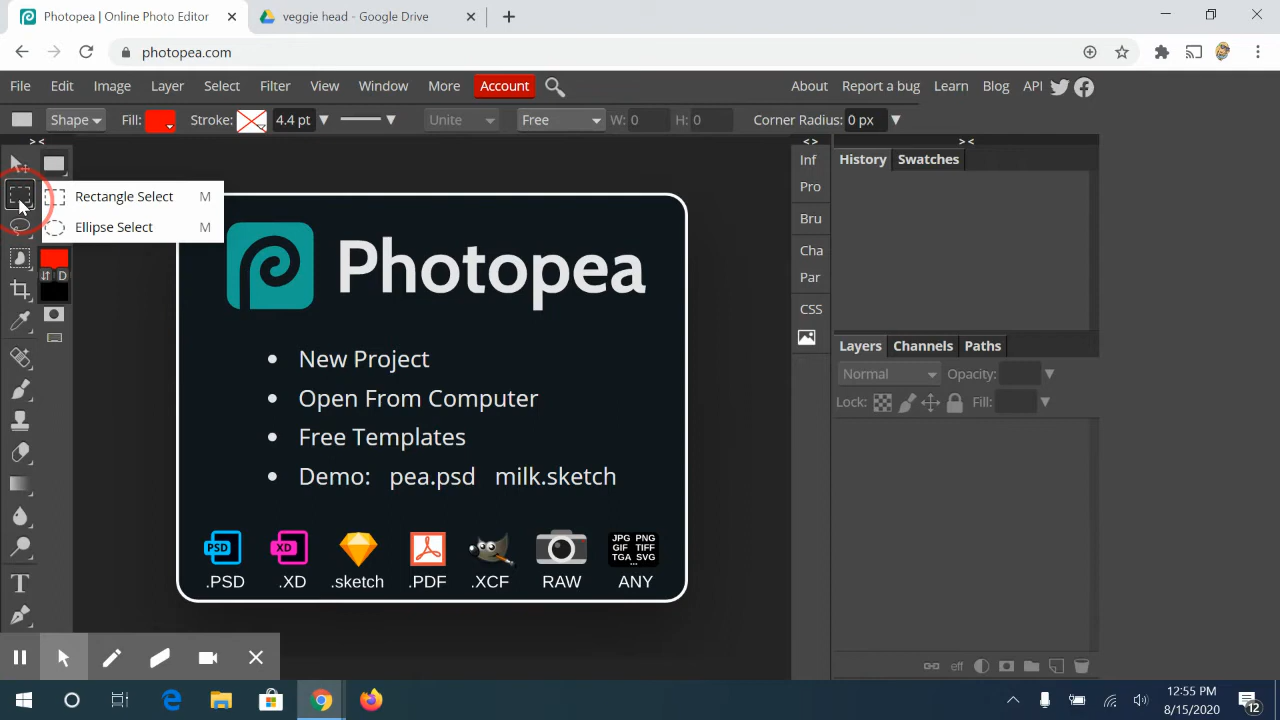 Photopea | Online Photo Editor
veggie head - Google Drive
photopea.com
File Edit Image Layer Select Filter View Window More Account About Report a bug Learn Blog API
Shape Fill: Stroke: 4.4 pt Unite Free W: 0 H: 0 Corner Radius: 0 px
> <
<>
> <
Inf
History Swatches
Pro
Rectangle Select M
Bru
Ellipse Select M
Cha
D
Par
CSS
Photopea
New Project
Open From Computer
Free Templates
Demo: pea.psd milk.sketch
PSD
XD
JPG PNG
GIF TIFF
TGA SVG
...
.PSD .XD .sketch .PDF .XCF RAW ANY
Layers Channels Paths
Normal Opacity:
Lock: Fill:
T
eff
12:55 PM
8/15/2020
12